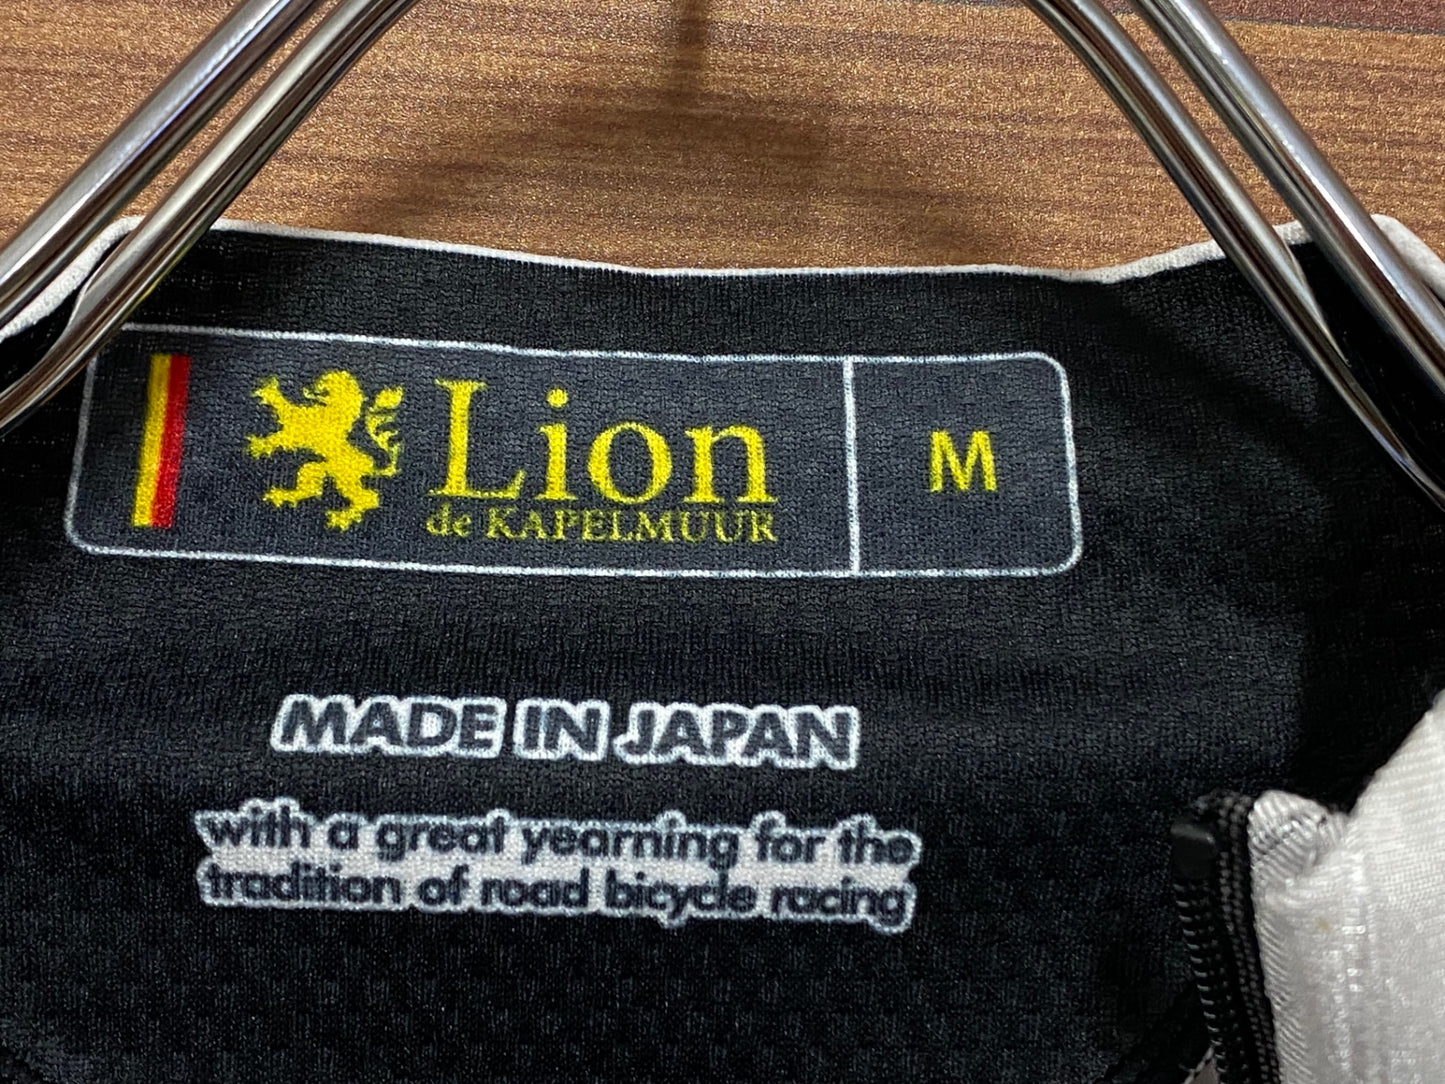 Lion
de KAPELMUUR
M
MADE IN JAPAN
with a great yearning for the
tradition of road bicycle racing